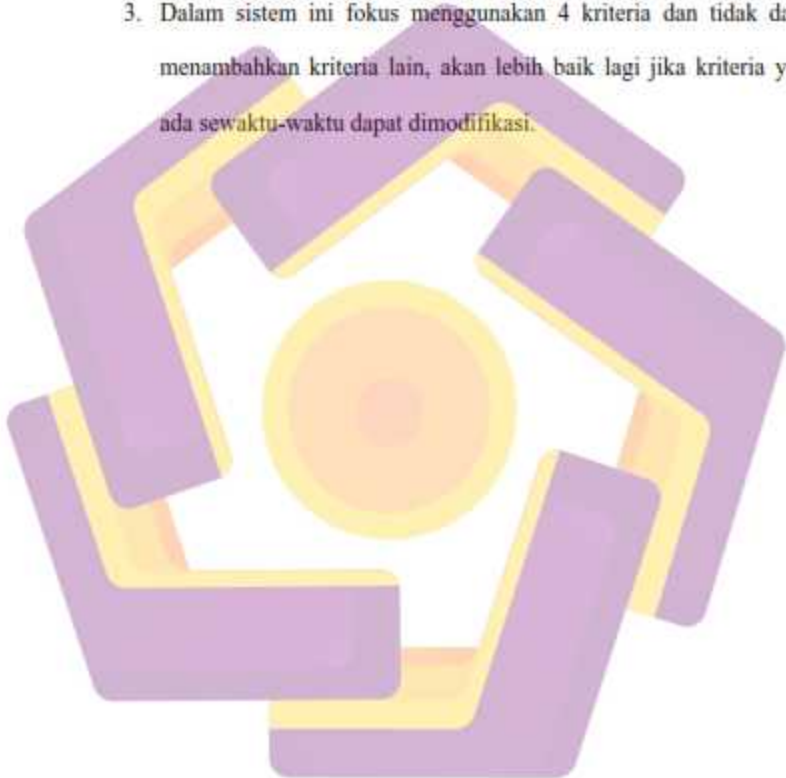 3. Dalam sistem ini fokus menggunakan 4 kriteria dan tidak da
menambahkan kriteria lain, akan lebih baik lagi jika kriteria y
ada sewaktu-waktu dapat dimodifikasi.